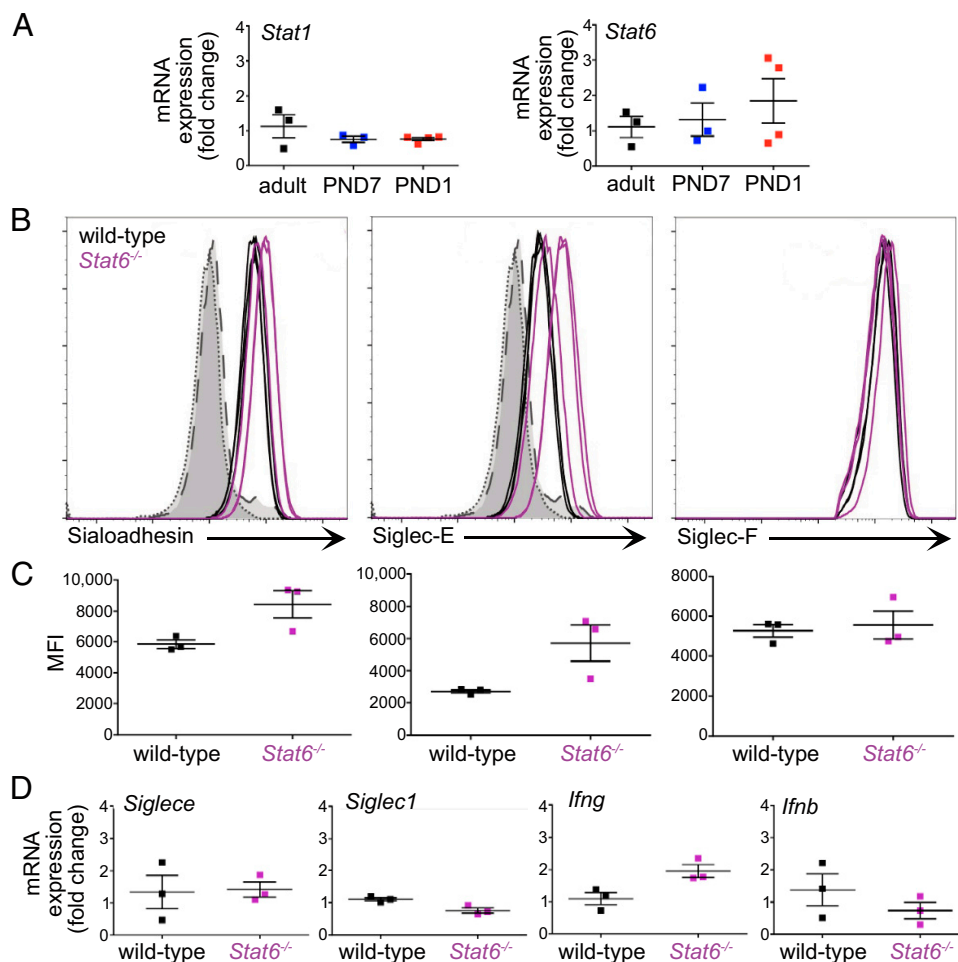 A
Stat1
mRNA
expression
(fold change)
4
3
2
1
0
adult PND7 PND1
Stat6
mRNA
expression
(fold change)
4
3
2
1
0
adult PND7 PND1
B
wild-type
Stat6-/-
Sialoadhesin
Siglec-E
Siglec-F
C
MFI
10,000
8000
6000
4000
2000
0
wild-type Stat6-/-
10,000
8000
6000
4000
2000
0
wild-type Stat6-/-
8000
6000
4000
2000
0
wild-type Stat6-/-
D
mRNA
expression
(fold change)
Siglece
4
3
2
1
0
wild-type Stat6-/-
Siglec1
4
3
2
1
0
wild-type Stat6-/-
Ifng
4
3
2
1
0
wild-type Stat6-/-
Ifnb
4
3
2
1
0
wild-type Stat6-/-